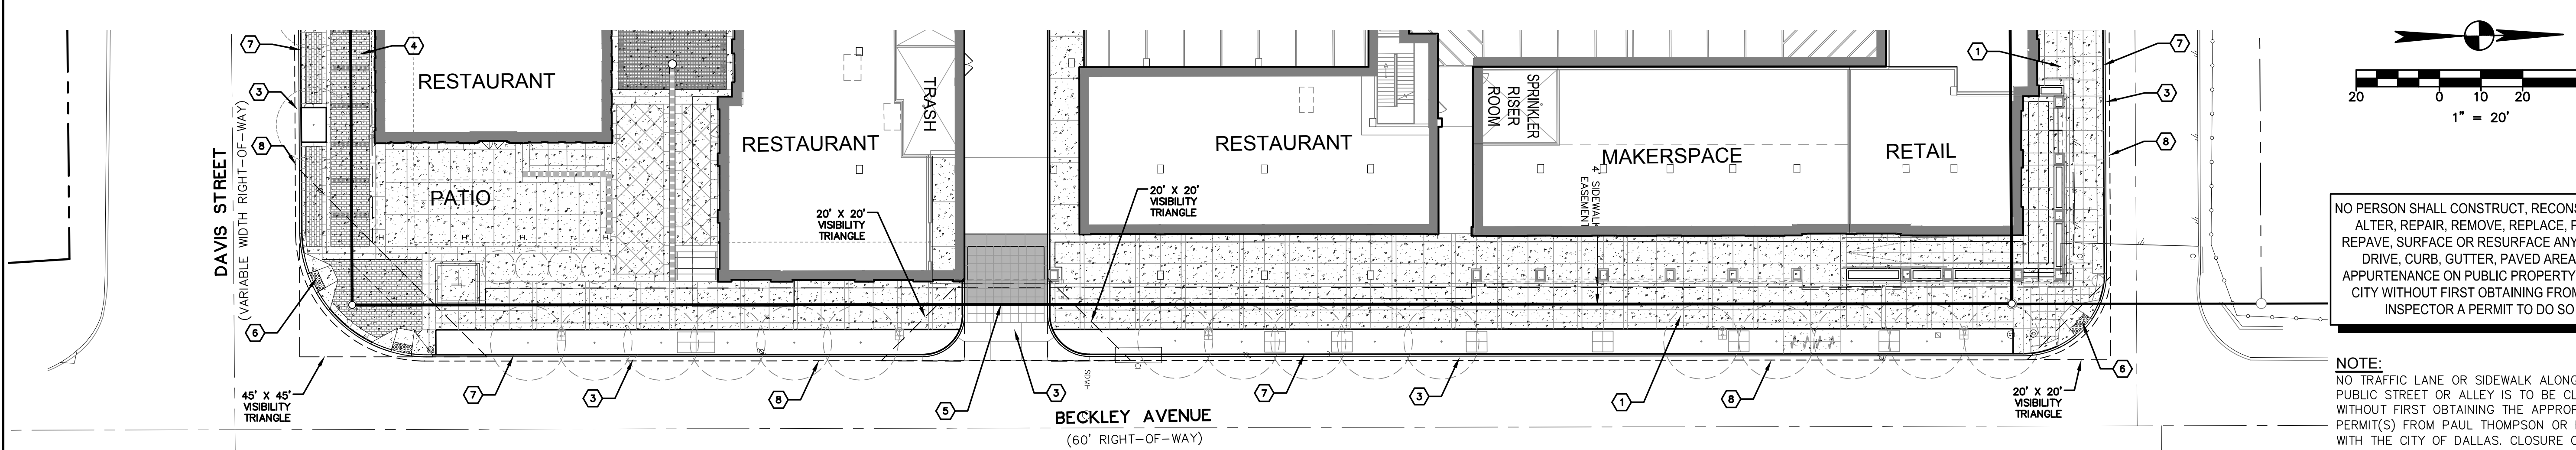 7
4
3
8
6
DAVIS STREET
(VARIABLE WIDTH RIGHT-OF-WAY)
RESTAURANT
PATIO
RESTAURANT
TRASH
20' X 20'
VISIBILITY
TRIANGLE
20' X 20'
VISIBILITY
TRIANGLE
RESTAURANT
SPRINKLER
RISER
ROOM
MAKERSPACE
RETAIL
4' SIDEWALK
EASEMENT
1
7
3
8
6
45' X 45'
VISIBILITY
TRIANGLE
7
3
8
5
3
SDMH
7
3
1
8
20' X 20'
VISIBILITY
TRIANGLE
BECKLEY AVENUE
(60' RIGHT-OF-WAY)
20 0 10 20
1" = 20'
NO PERSON SHALL CONSTRUCT, RECONS
ALTER, REPAIR, REMOVE, REPLACE, P
REPAVE, SURFACE OR RESURFACE ANY
DRIVE, CURB, GUTTER, PAVED AREA
APPURTENANCE ON PUBLIC PROPERTY
CITY WITHOUT FIRST OBTAINING FROM
INSPECTOR A PERMIT TO DO SO
NOTE:
NO TRAFFIC LANE OR SIDEWALK ALONG
PUBLIC STREET OR ALLEY IS TO BE CL
WITHOUT FIRST OBTAINING THE APPROP
PERMIT(S) FROM PAUL THOMPSON OR
WITH THE CITY OF DALLAS. CLOSURE O